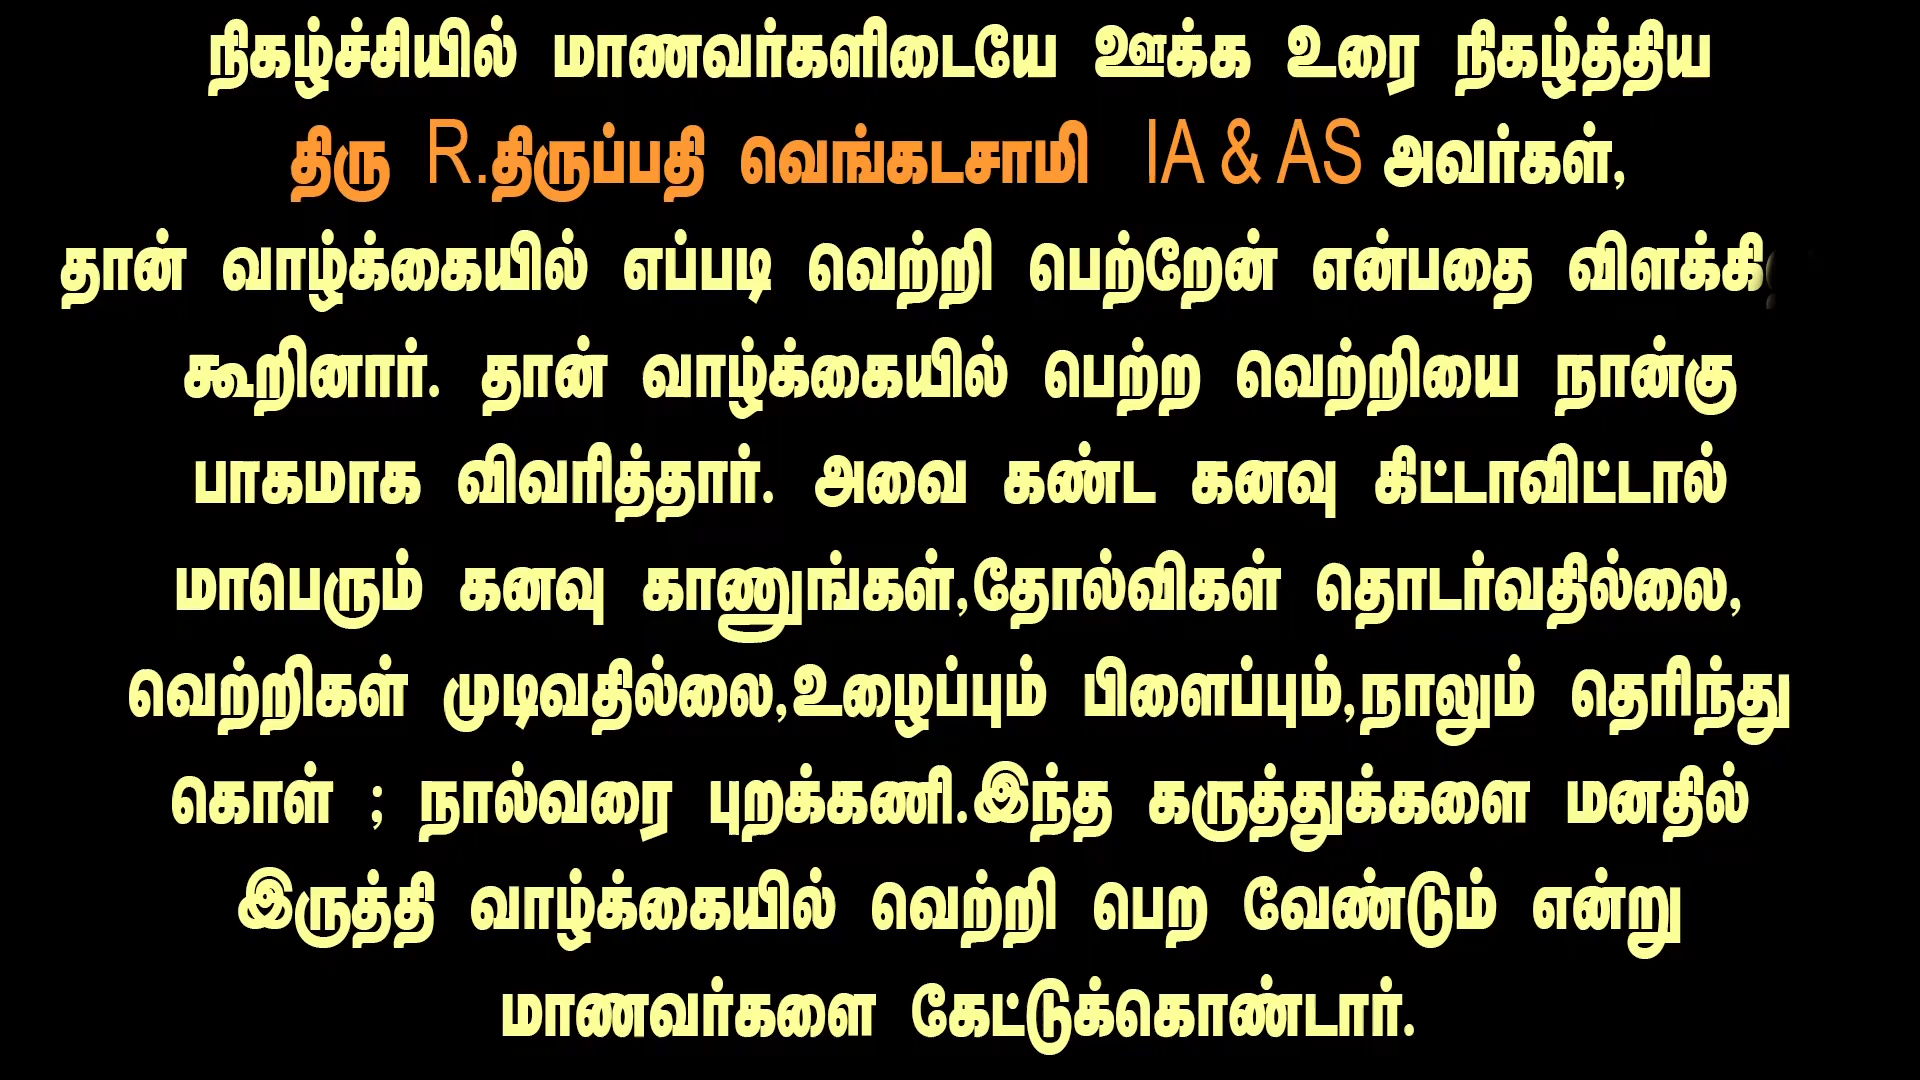 நிகழ்ச்சியில் மாணவர்களிடையே ஊக்க உரை நிகழ்த்திய
திரு R.திருப்பதி வெங்கடசாமி IA & AS அவர்கள்,
தான் வாழ்க்கையில் எப்படி வெற்றி பெற்றேன் என்பதை
கூறினார். தான் வாழ்க்கையில் பெற்ற வெற்றியை நான்கு
பாகமாக விவரித்தார். அவை கண்ட கனவு கிட்டாவிட்டால்
மாபெரும் கனவு காணுங்கள்,தோல்விகள் தொடர்வதில்லை,
வெற்றிகள் முடிவதில்லை,உழைப்பும் பிளைப்பும்,நாலும் தெரிந்து
கொள் ; நால்வரை புறக்கணி.இந்த கருத்துக்களை மனதில்
இருத்தி வாழ்க்கையில் வெற்றி பெற வேண்டும் என்று
மாணவர்களை கேட்டுக்கொண்டார்.